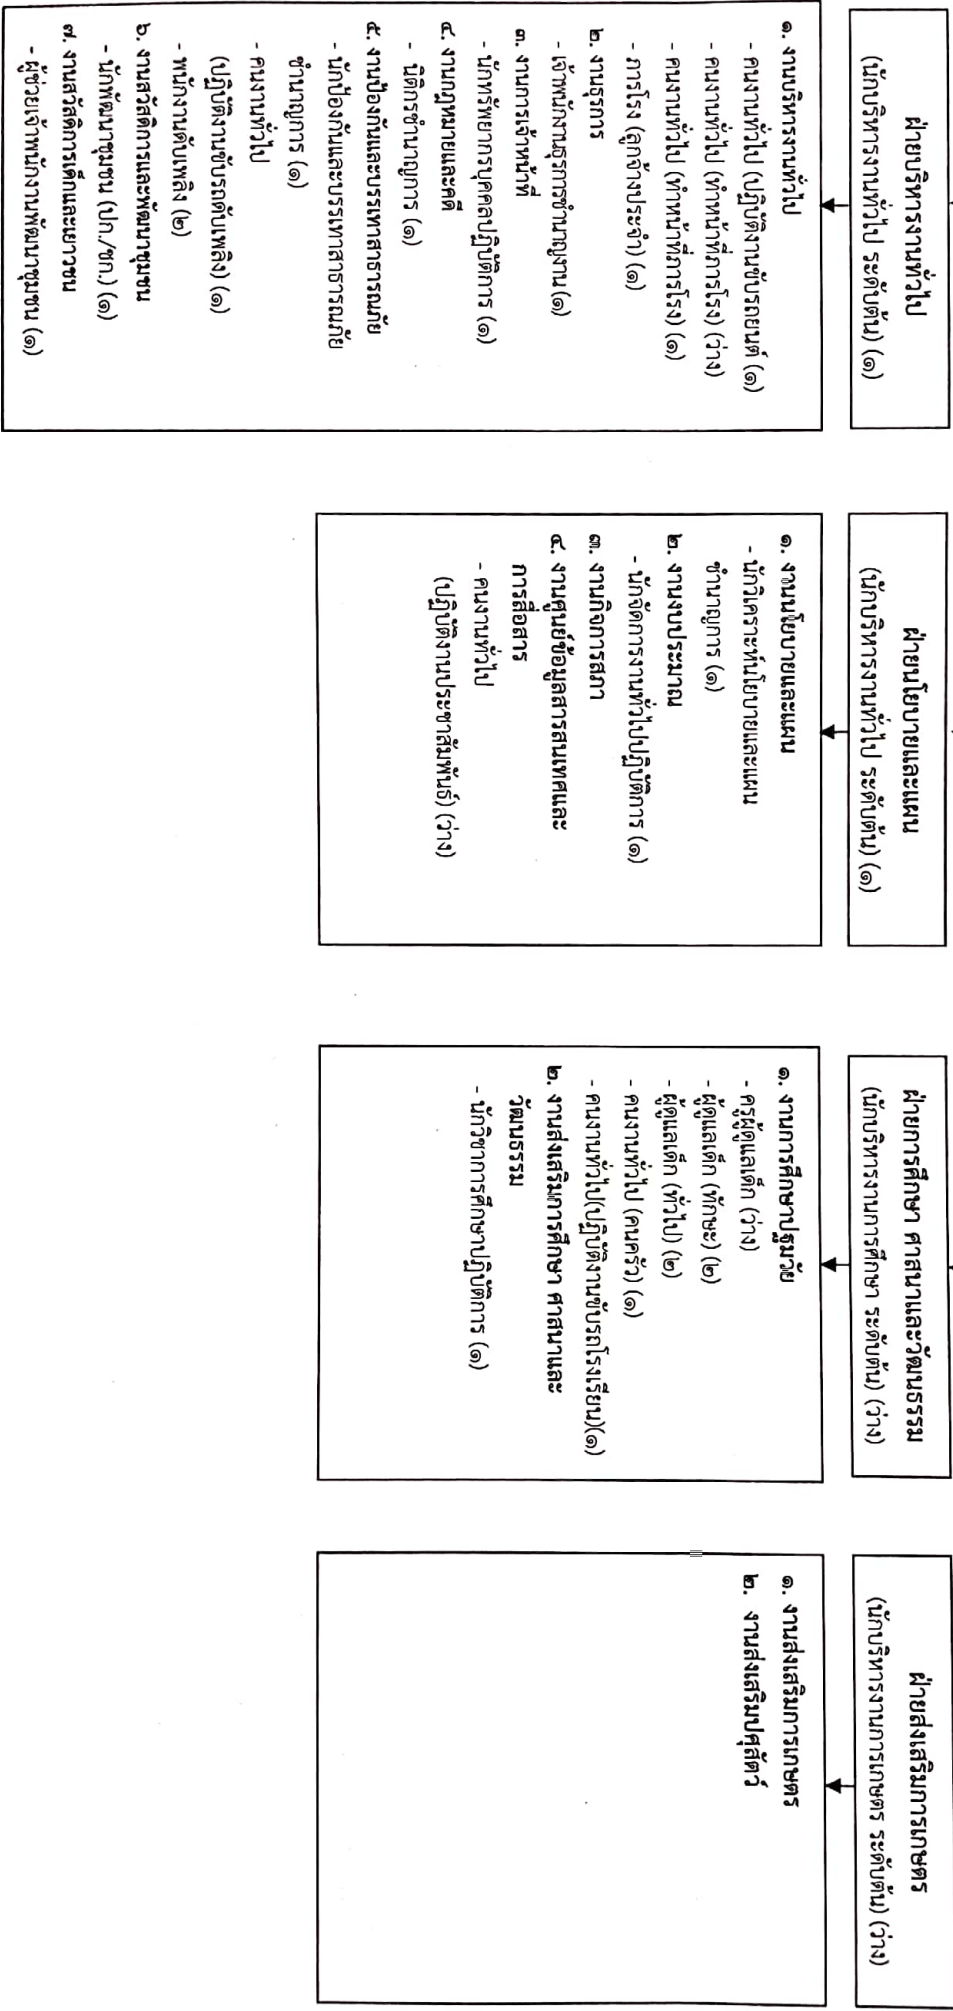 ฝ่ายบริหารงานทั่วไป
(นักบริหารงานทั่วไป ระดับต้น) (๑)
๑. งานบริหารงานทั่วไป
- คนงานทั่วไป (ปฏิบัติงานขับรถยนต์ (๑)
- คนงานทั่วไป (ทำหน้าที่ภารโรง) (ว่าง)
- คนงานทั่วไป (ทำหน้าที่ภารโรง) (๑)
- ภารโรง (ลูกจ้างประจำ) (๑)
๒. งานธุรการ
- เจ้าพนักงานธุรการชำนาญงาน (๑)
๓. งานการเจ้าหน้าที่
- นักทรัพยากรบุคคลปฏิบัติการ (๑)
๔. งานกฎหมายและคดี
- นิติกรชำนาญการ (๑)
๕. งานป้องกันและบรรเทาสาธารณภัย
- นักป้องกันและบรรเทาสาธารณภัย
ชำนาญการ (๑)
- คนงานทั่วไป
(ปฏิบัติงานขับรถดับเพลิง) (๑)
- พนักงานดับเพลิง (๒)
๖. งานสวัสดิการและพัฒนาชุมชน
- นักพัฒนาชุมชน (ปก./ชก.) (๑)
๗. งานสวัสดิการเด็กและเยาวชน
- ผู้ช่วยเจ้าพนักงานพัฒนาชุมชน (๑)
ฝ่ายนโยบายและแผน
(นักบริหารงานทั่วไป ระดับต้น) (๑)
๑. งานนโยบายและแผน
- นักวิเคราะห์นโยบายและแผน
ชำนาญการ (๑)
๒. งานงบประมาณ
- นักจัดการงานทั่วไปปฏิบัติการ (๑)
๓. งานกิจการสภา
๔. งานศูนย์ข้อมูลสารสนเทศและ
การสื่อสาร
- คนงานทั่วไป
(ปฏิบัติงานประชาสัมพันธ์) (ว่าง)
ฝ่ายการศึกษา ศาสนาและวัฒนธรรม
(นักบริหารงานการศึกษา ระดับต้น) (ว่าง)
๑. งานการศึกษาปฐมวัย
- ครูผู้ดูแลเด็ก (ว่าง)
- ผู้ดูแลเด็ก (ทักษะ) (๒)
- ผู้ดูแลเด็ก (ทั่วไป) (๒)
- คนงานทั่วไป (คนครัว) (๑)
- คนงานทั่วไป(ปฏิบัติงานขับรถโรงเรียน)(๑)
๒. งานส่งเสริมการศึกษา ศาสนาและ
วัฒนธรรม
- นักวิชาการศึกษาปฏิบัติการ (๑)
ฝ่ายส่งเสริมการเกษตร
(นักบริหารงานการเกษตร ระดับต้น) (ว่าง)
๑. งานส่งเสริมการเกษตร
๒. งานส่งเสริมปศุสัตว์